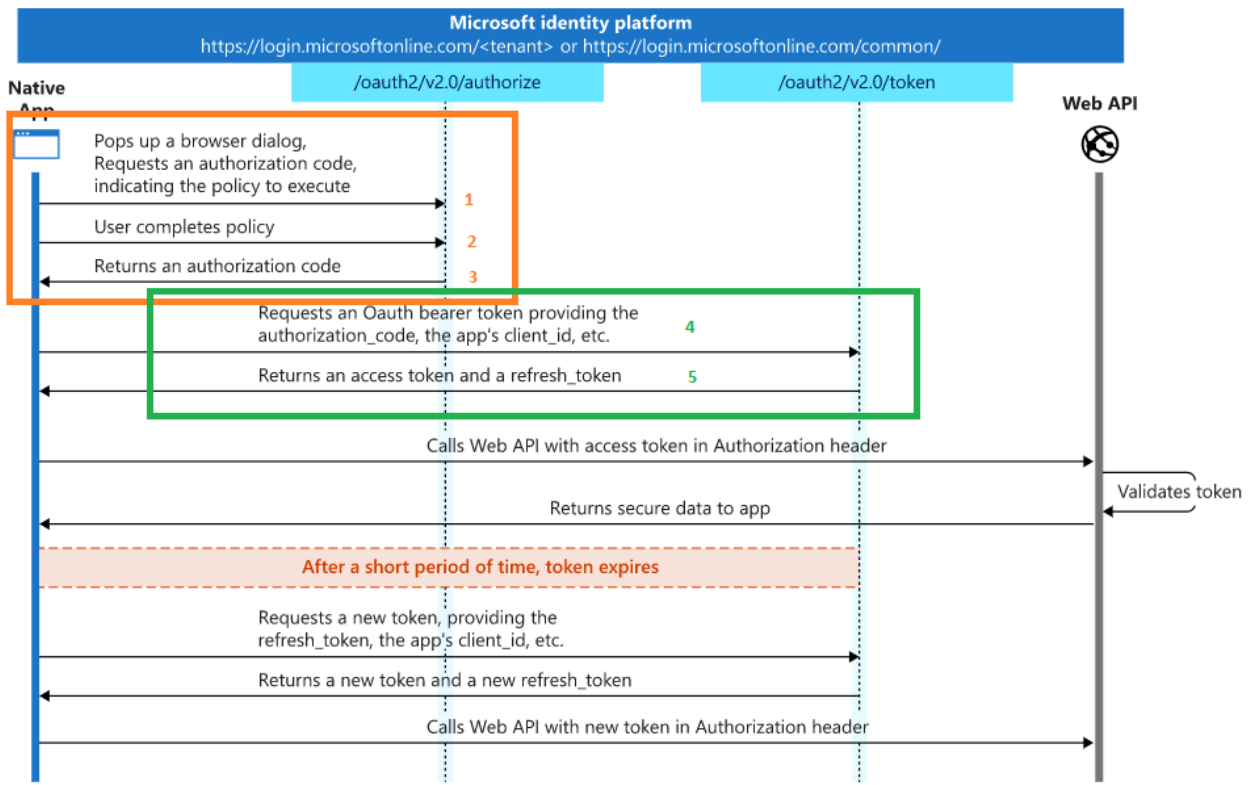 Microsoft identity platform
https://login.microsoftonline.com/<tenant> or https://login.microsoftonline.com/common/
/oauth2/v2.0/authorize
/oauth2/v2.0/token
Native
App
Web API
Pops up a browser dialog,
Requests an authorization code,
indicating the policy to execute
1
User completes policy
2
Returns an authorization code
3
Requests an Oauth bearer token providing the
authorization_code, the app's client_id, etc.
4
Returns an access token and a refresh_token
5
Calls Web API with access token in Authorization header
Validates token
Returns secure data to app
After a short period of time, token expires
Requests a new token, providing the
refresh_token, the app's client_id, etc.
Returns a new token and a new refresh_token
Calls Web API with new token in Authorization header